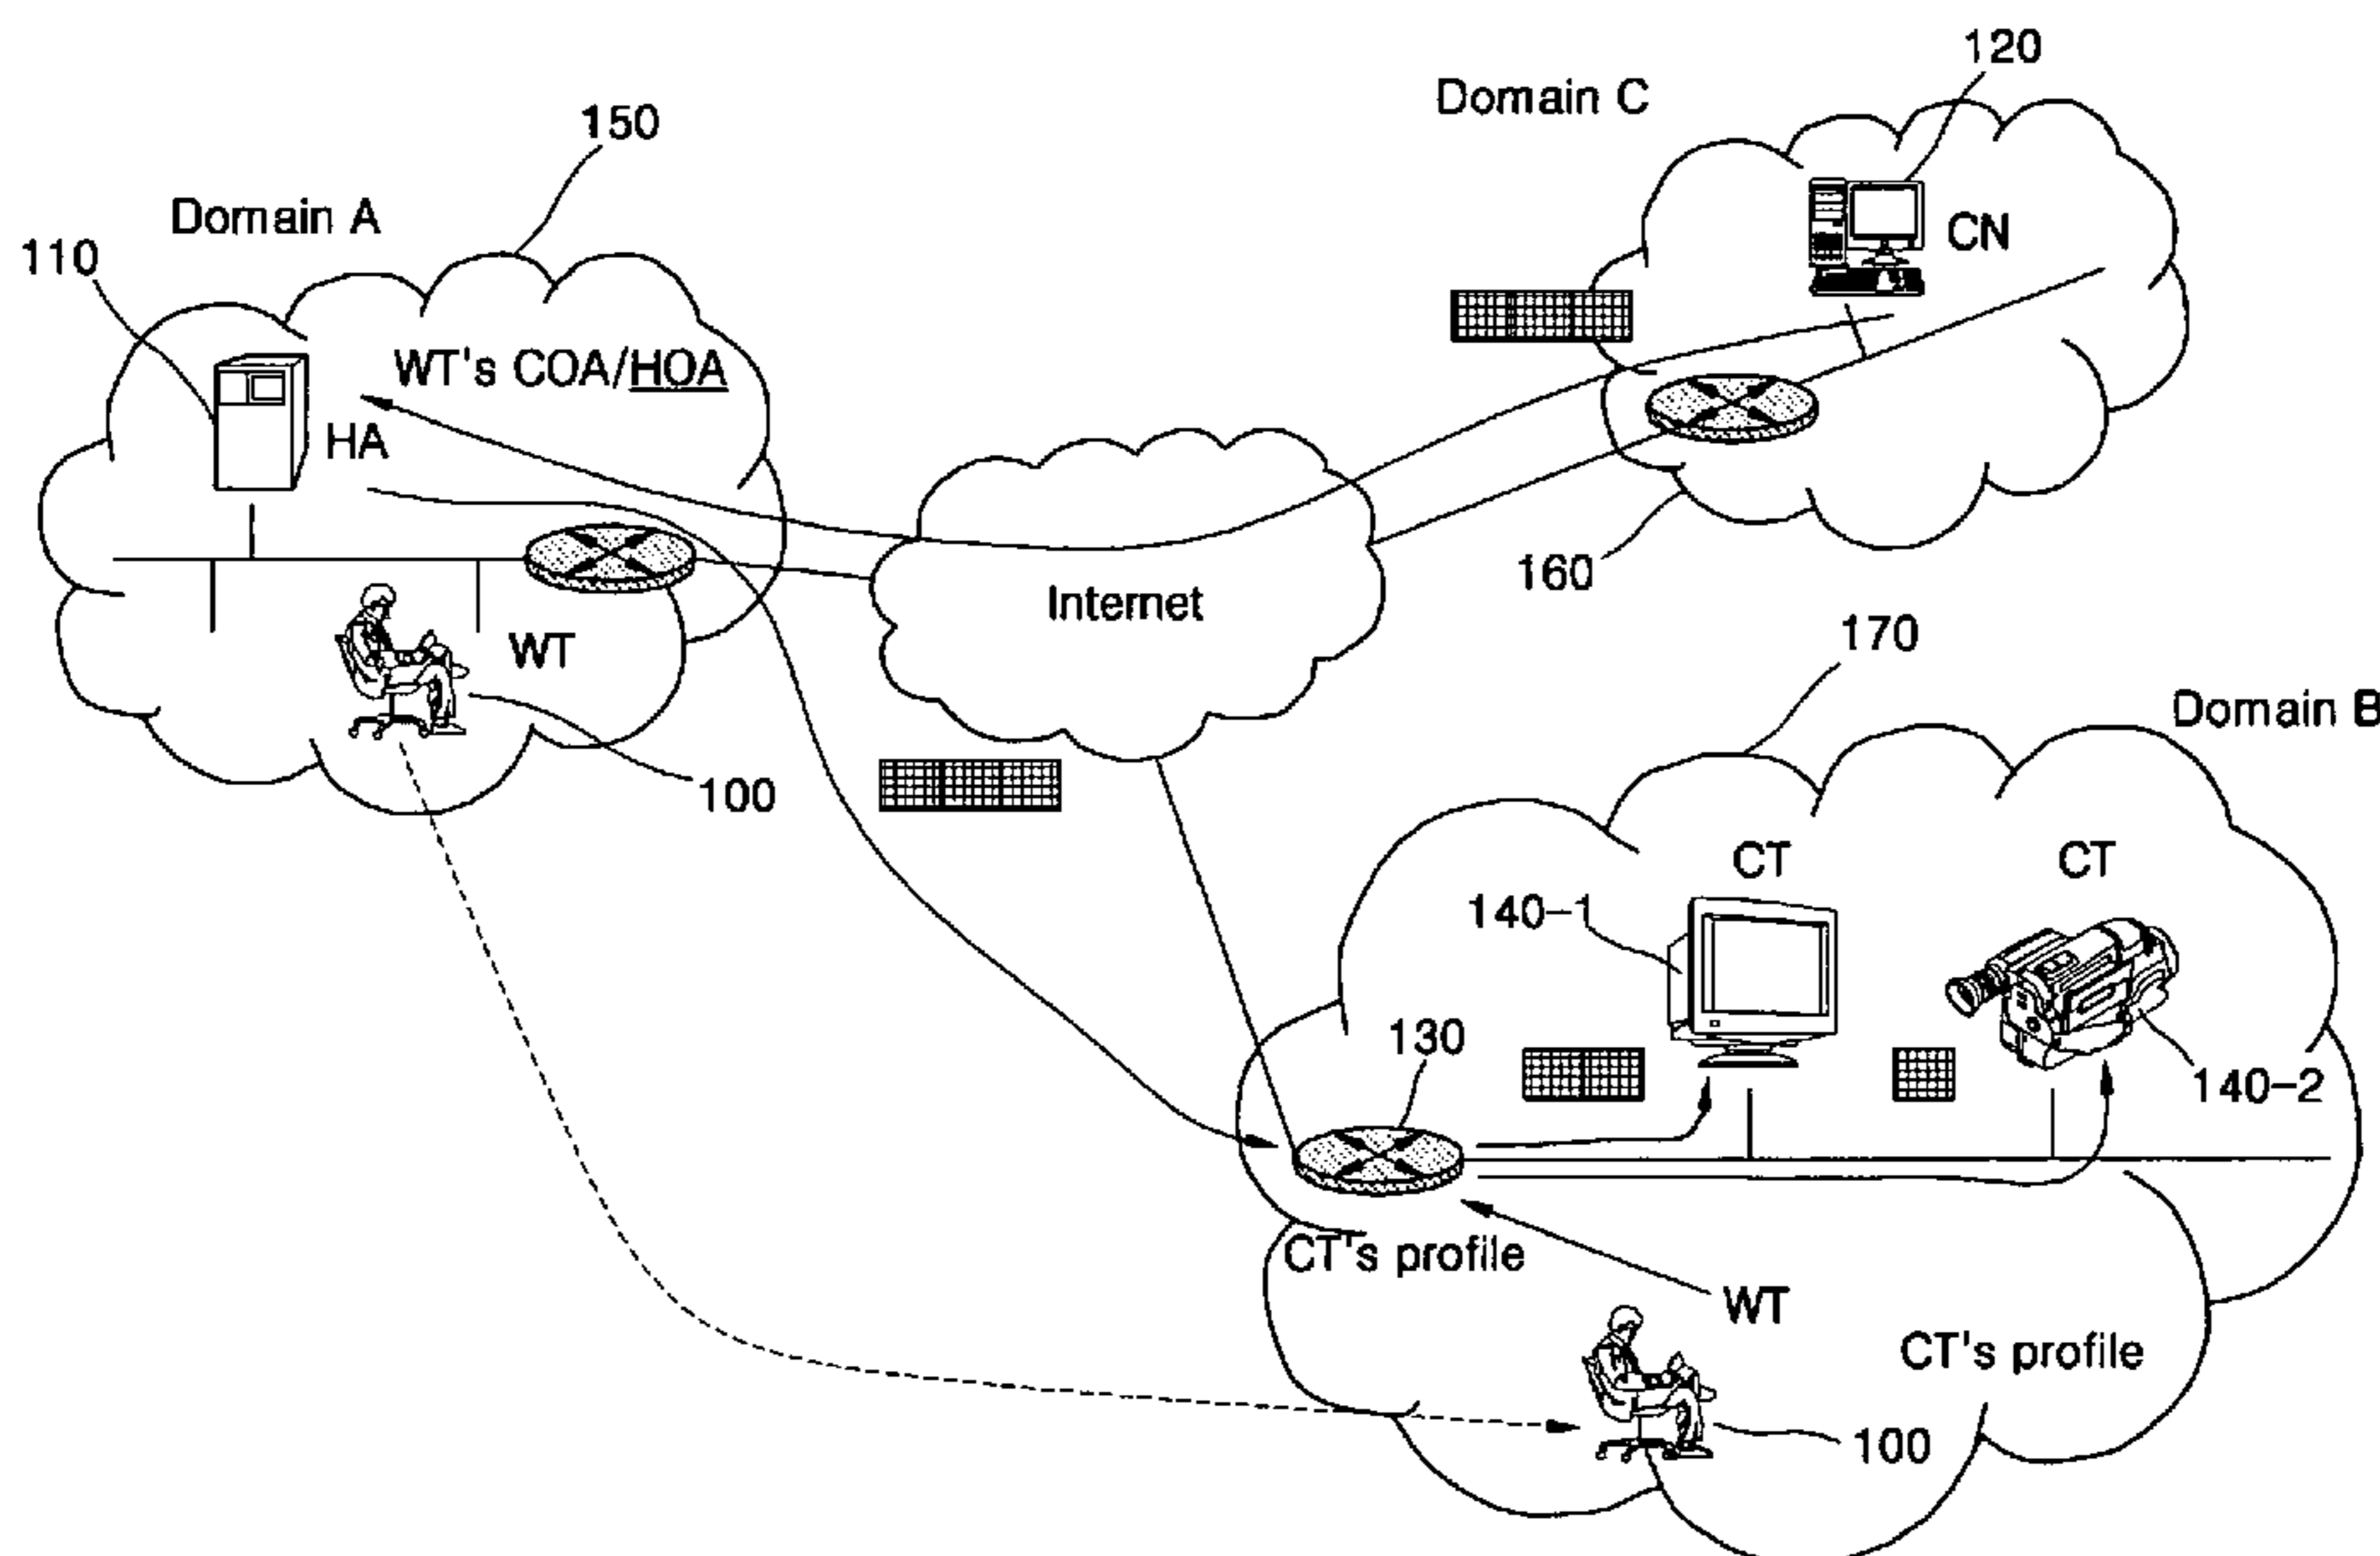 120
Domain C
150
Domain A
CN
110
WT's COA/HOA
HA
160
Internet
WT
170
Domain B
100
CT
CT
140-1
130
140-2
CT's profile
WT
CT's profile
100